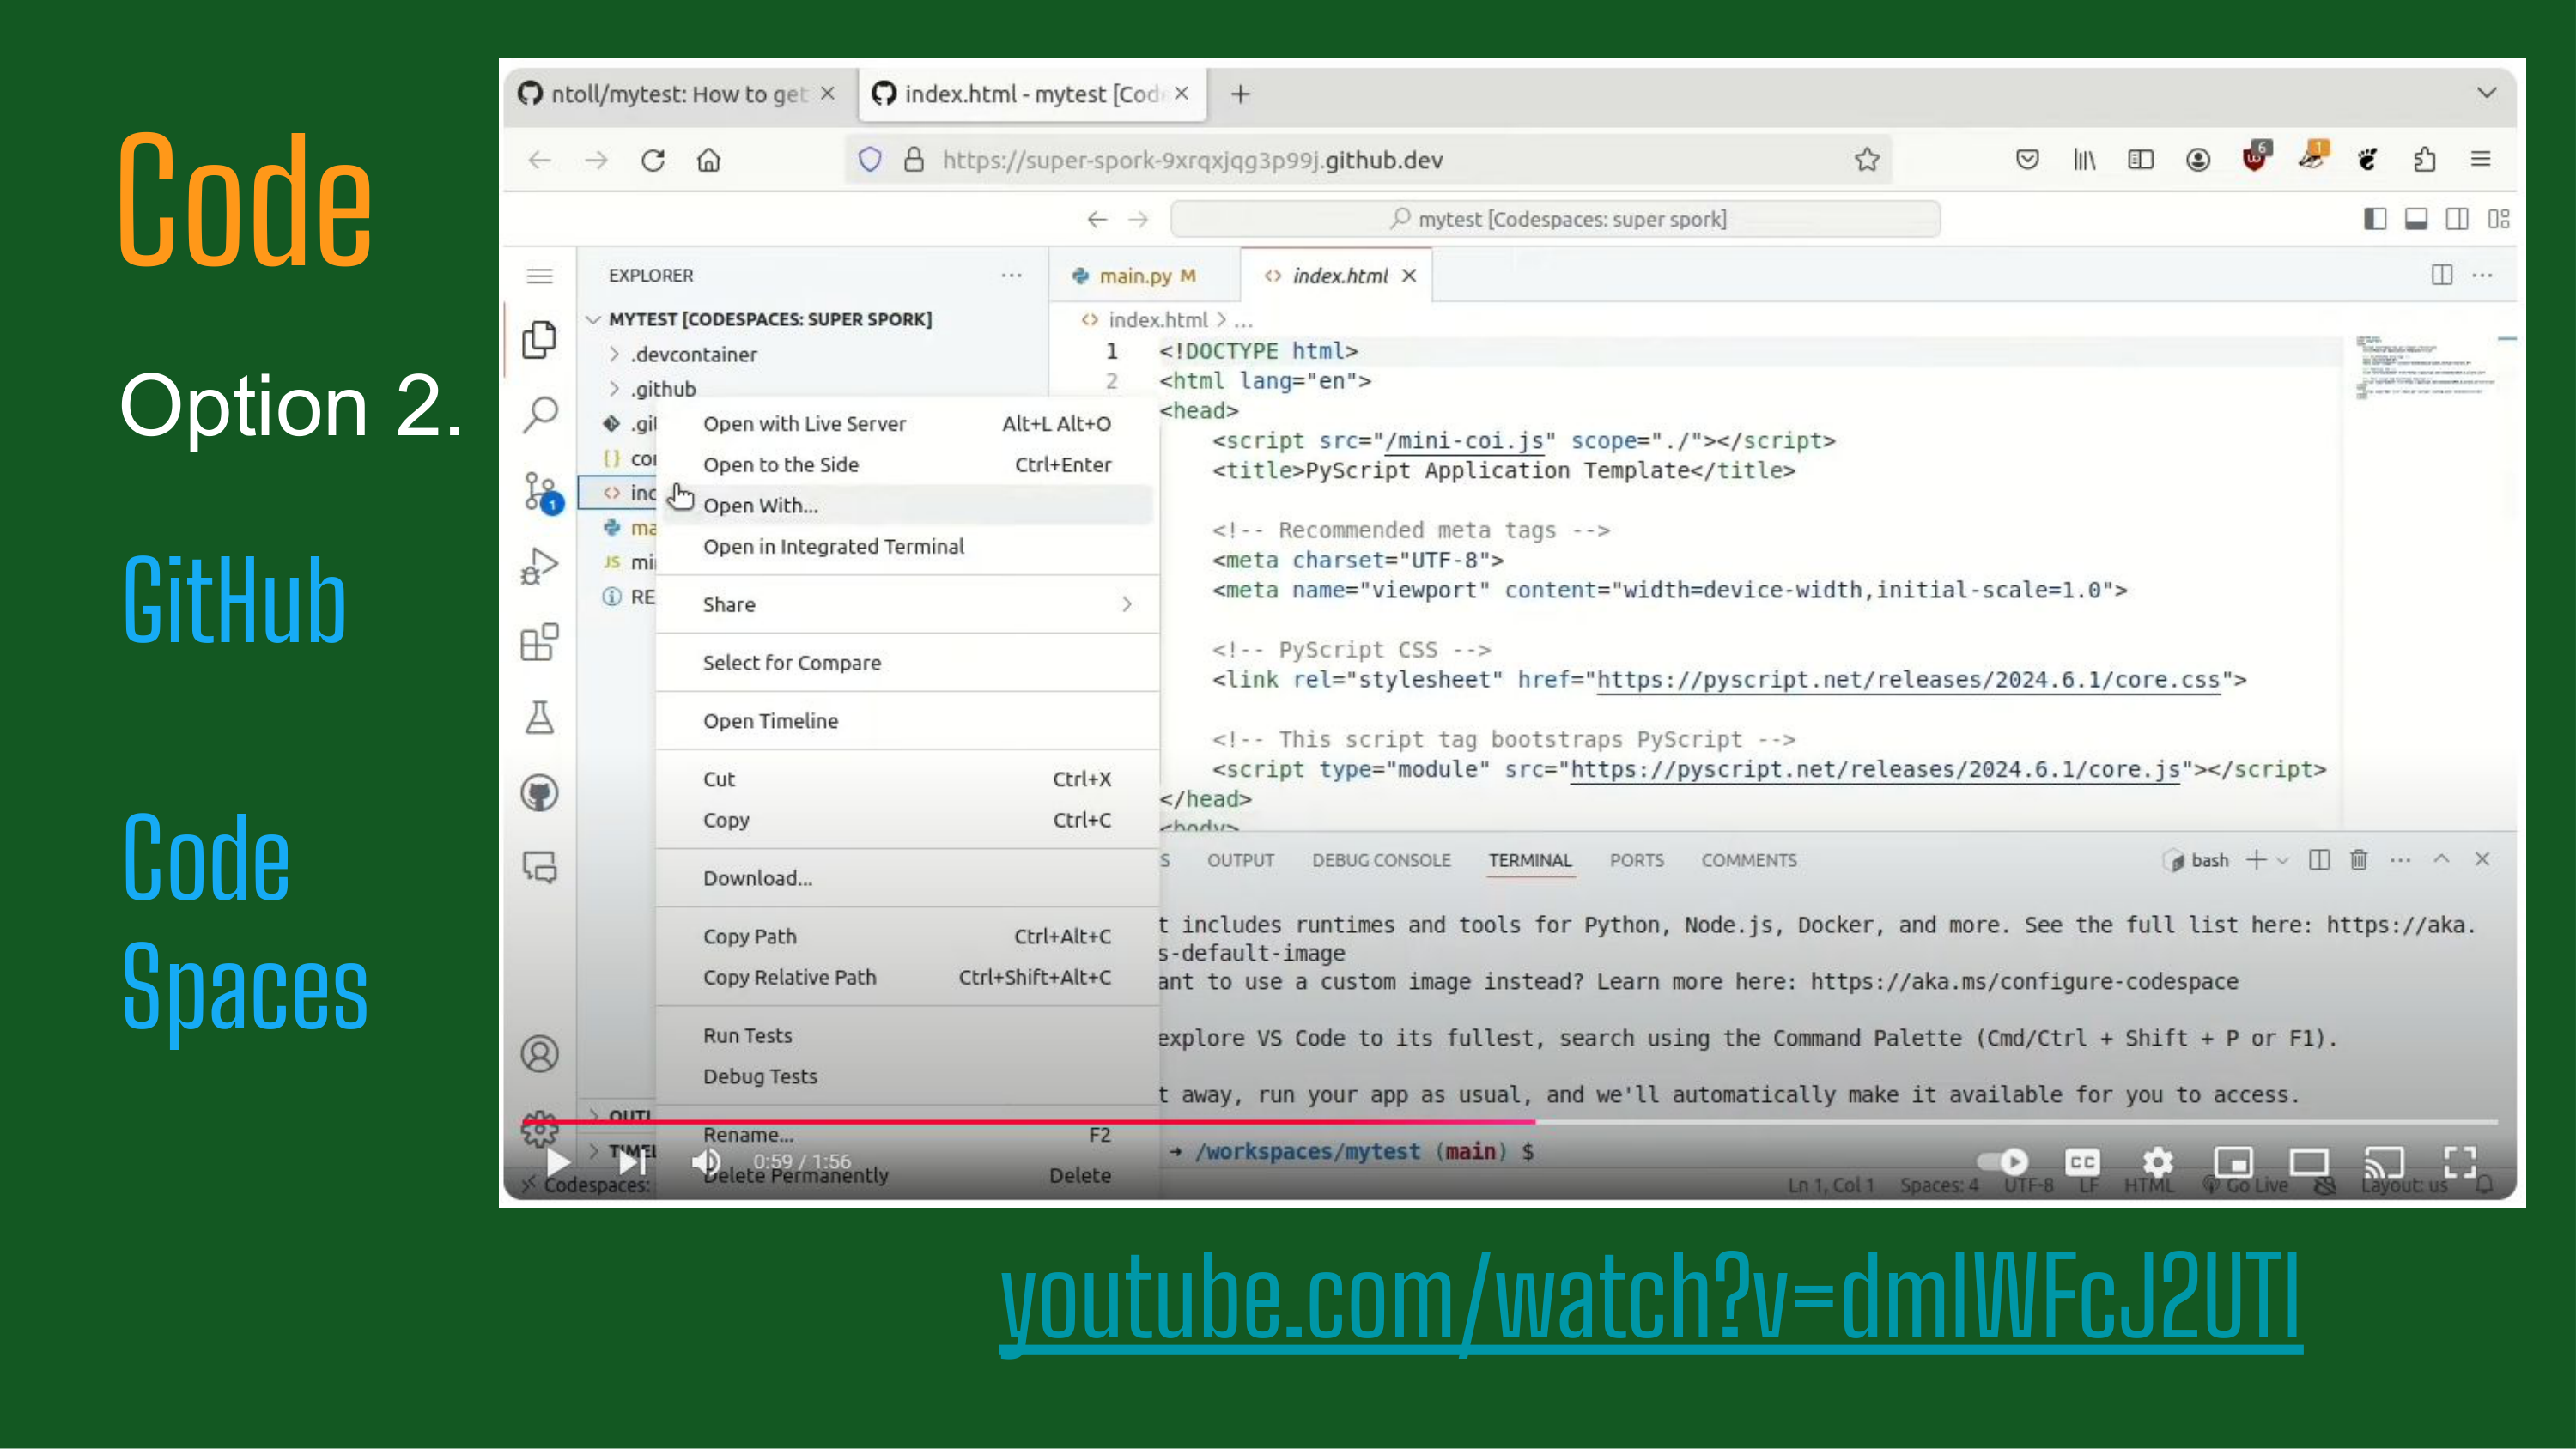 Code
Option 2.
GitHub
Code
Spaces
ntoll/mytest: How to get
index.html - mytest [Cod
https://super-spork-9xrqxjqg3p99j.github.dev
6
1
mytest [Codespaces: super spork]
EXPLORER
MYTEST [CODESPACES: SUPER SPORK]
.devcontainer
.github
.gi
{} co
<> ind
ma
JS mi
RE
1
OUTL
TIMEL
Codespaces:
Open with Live Server Alt+L Alt+O
Open to the Side Ctrl+Enter
Open With...
Open in Integrated Terminal
Share
Select for Compare
Open Timeline
Cut Ctrl+X
Copy Ctrl+C
Download...
Copy Path Ctrl+Alt+C
Copy Relative Path Ctrl+Shift+Alt+C
Run Tests
Debug Tests
Rename... F2
Delete Permanently Delete
0:59 / 1:56
main.py M
<> index.html
<> index.html > ...
1 <!DOCTYPE html>
2 <html lang="en">
<head>
<script src="/mini-coi.js" scope="./"></script>
<title>PyScript Application Template</title>
<!-- Recommended meta tags -->
<meta charset="UTF-8">
<meta name="viewport" content="width=device-width,initial-scale=1.0">
<!-- PyScript CSS -->
<link rel="stylesheet" href="https://pyscript.net/releases/2024.6.1/core.css">
<!-- This script tag bootstraps PyScript -->
<script type="module" src="https://pyscript.net/releases/2024.6.1/core.js"></script>
</head>
<body>
S OUTPUT DEBUG CONSOLE TERMINAL PORTS COMMENTS
bash
t includes runtimes and tools for Python, Node.js, Docker, and more. See the full list here: https://aka.
s-default-image
ant to use a custom image instead? Learn more here: https://aka.ms/configure-codespace
explore VS Code to its fullest, search using the Command Palette (Cmd/Ctrl + Shift + P or F1).
t away, run your app as usual, and we'll automatically make it available for you to access.
→ /workspaces/mytest (main) $
CC
Ln 1, Col 1 Spaces: 4 UTF-8 LF HTML Go Live Layout: us
youtube.com/watch?v=dmlWFcJ2UTI